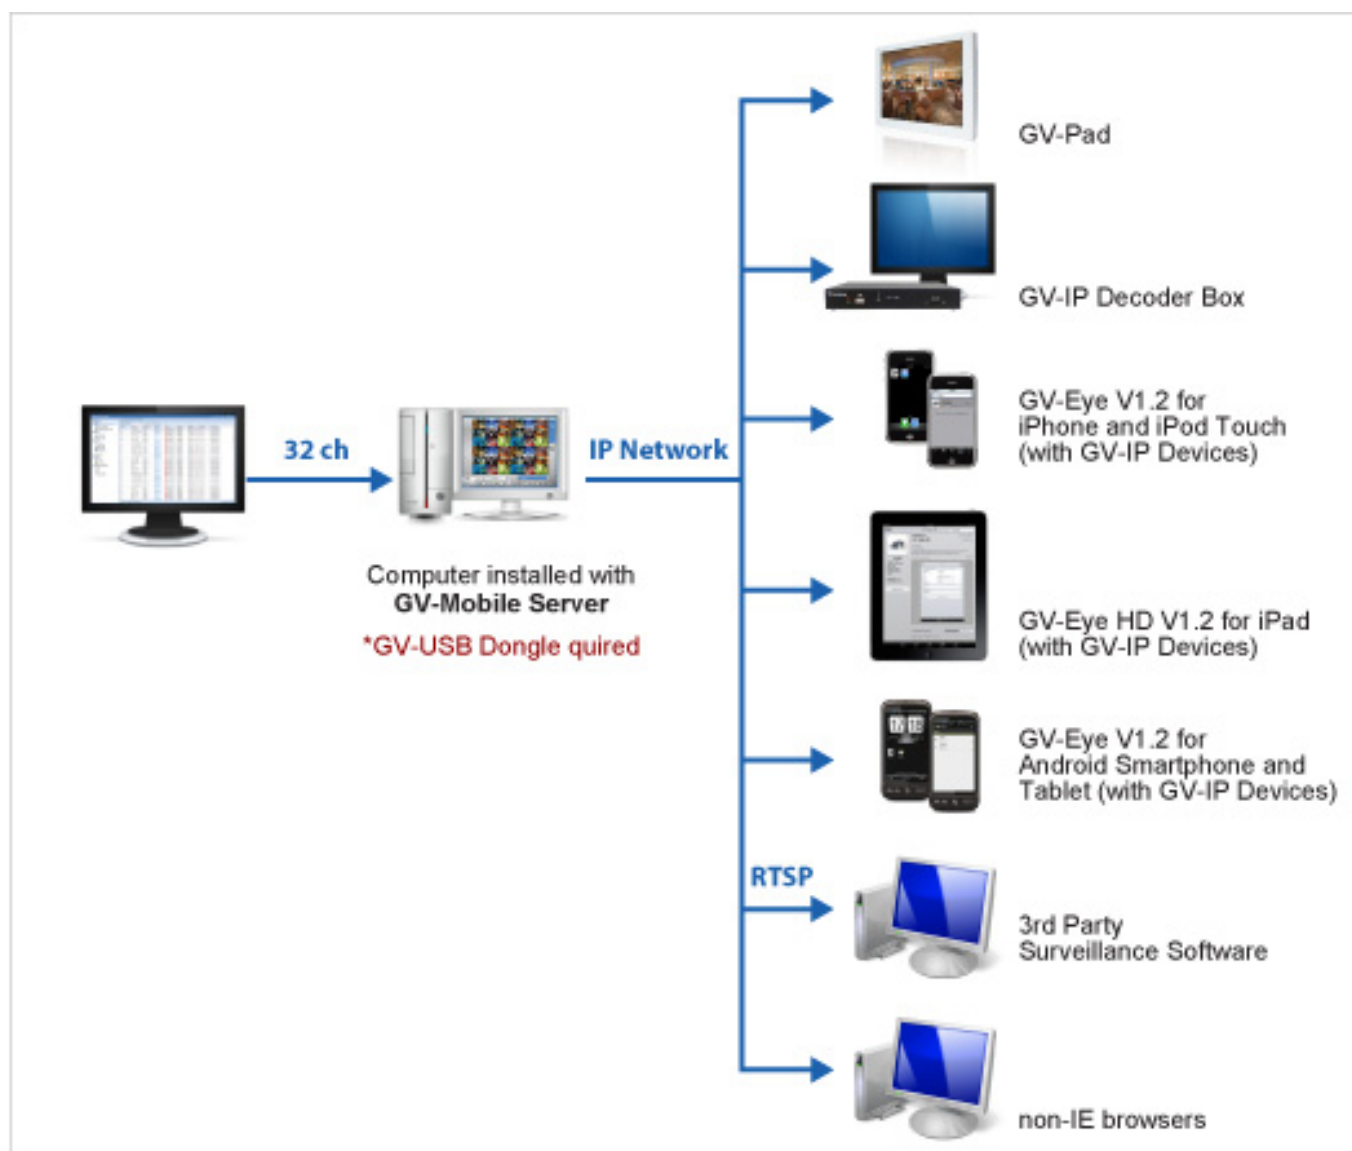 GV-Pad
GV-IP Decoder Box
GV-Eye V1.2 for
iPhone and iPod Touch
(with GV-IP Devices)
32 ch
IP Network
Computer installed with
GV-Mobile Server
*GV-USB Dongle quired
GV-Eye HD V1.2 for iPad
(with GV-IP Devices)
GV-Eye V1.2 for
Android Smartphone and
Tablet (with GV-IP Devices)
RTSP
3rd Party
Surveillance Software
non-IE browsers